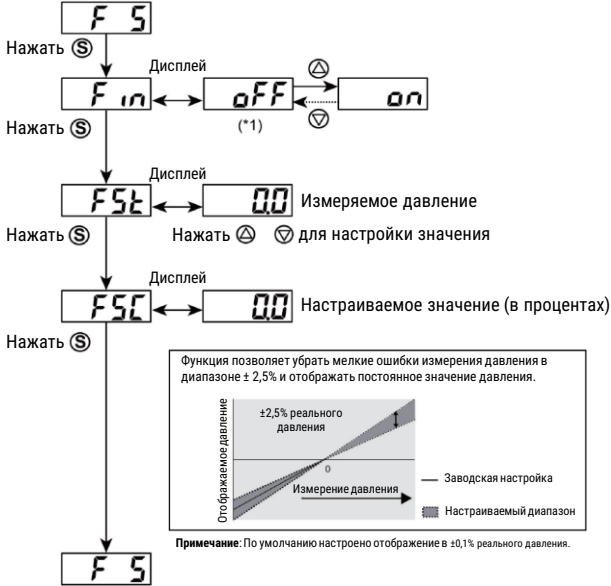 F 5
Нажать Ⓢ
Дисплей
F in
oFF
on
(*1)
Нажать Ⓢ
Дисплей
FSt
0.0 Измеряемое давление
Нажать Ⓢ
Нажать для настройки значения
Дисплей
FSC
0.0 Настраиваемое значение (в процентах)
Нажать Ⓢ
Функция позволяет убрать мелкие ошибки измерения давления в
диапазоне ± 2,5% и отображать постоянное значение давления.
Отображаемое давление
±2,5% реального
давления
0
Измерение давления
Заводская настройка
Настраиваемый диапазон
Примечание: По умолчанию настроено отображение в ±0,1% реального давления.
F 5